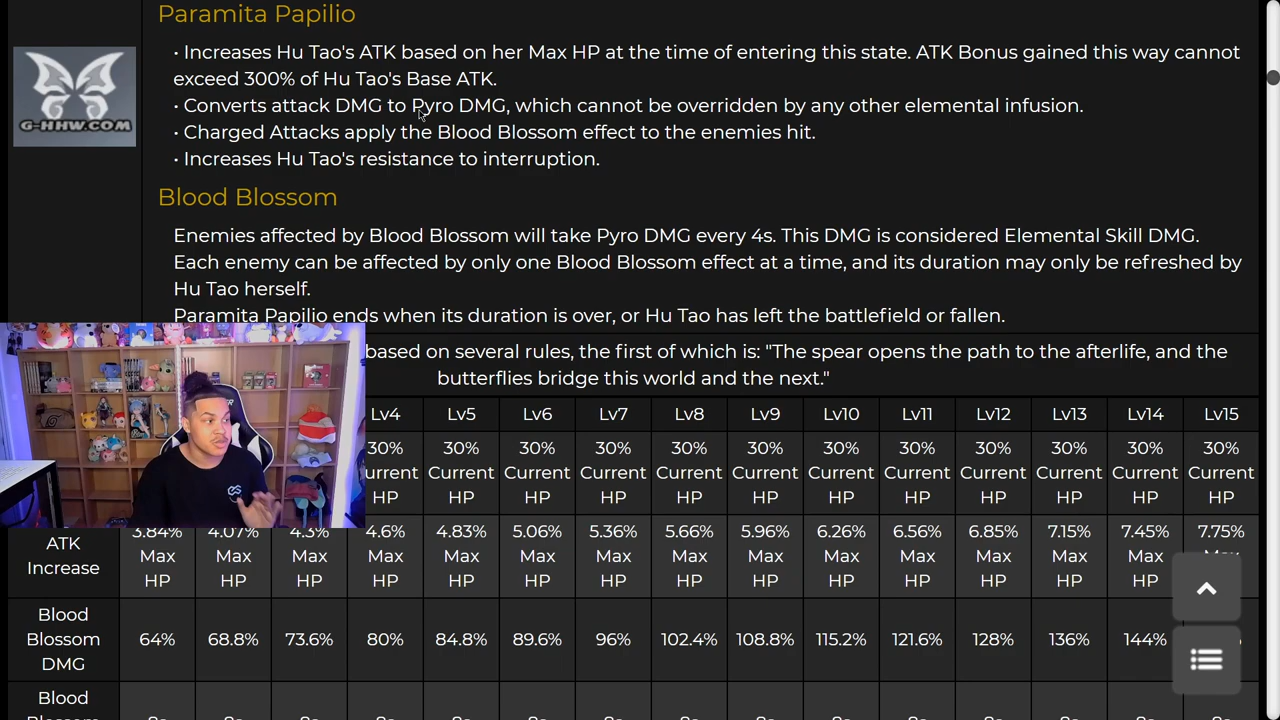 Paramita Papilio
• Increases Hu Tao's ATK based on her Max HP at the time of entering this state. ATK Bonus gained this way cannot
exceed 300% of Hu Tao's Base ATK.
• Converts attack DMG to Pyro DMG, which cannot be overridden by any other elemental infusion.
• Charged Attacks apply the Blood Blossom effect to the enemies hit.
• Increases Hu Tao's resistance to interruption.
G-HHW.COM
Blood Blossom
Enemies affected by Blood Blossom will take Pyro DMG every 4s. This DMG is considered Elemental Skill DMG.
Each enemy can be affected by only one Blood Blossom effect at a time, and its duration may only be refreshed by
Hu Tao herself.
Paramita Papilio ends when its duration is over, or Hu Tao has left the battlefield or fallen.
based on several rules, the first of which is: "The spear opens the path to the afterlife, and the
butterflies bridge this world and the next."
Lv4 Lv5 Lv6 Lv7 Lv8 Lv9 Lv10 Lv11 Lv12 Lv13 Lv14 Lv15
30% 30% 30% 30% 30% 30% 30% 30% 30% 30% 30% 30%
Current Current Current Current Current Current Current Current Current Current Current
HP HP HP HP HP HP HP HP HP HP HP HP
3.84% 4.07% 4.3% 4.6% 4.83% 5.06% 5.36% 5.66% 5.96% 6.26% 6.56% 6.85% 7.15% 7.45% 7.75%
ATK Increase Max Max Max Max Max Max Max Max Max Max Max Max Max Max Max
HP HP HP HP HP HP HP HP HP HP HP HP HP HP
Blood
Blossom 64% 68.8% 73.6% 80% 84.8% 89.6% 96% 102.4% 108.8% 115.2% 121.6% 128% 136% 144%
DMG
Blood
Blossom